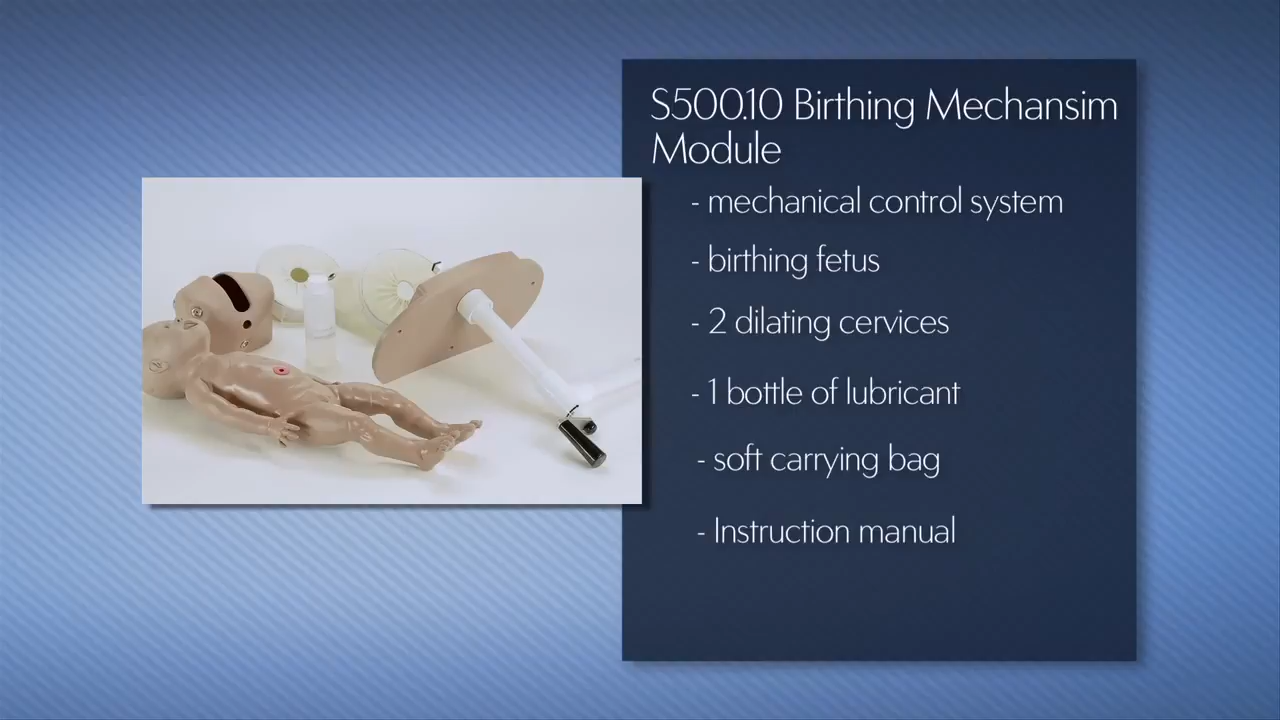 S500.10 Birthing Mechansim
Module
- mechanical control system
- birthing fetus
- 2 dilating cervices
- 1 bottle of lubricant
- soft carrying bag
- Instruction manual